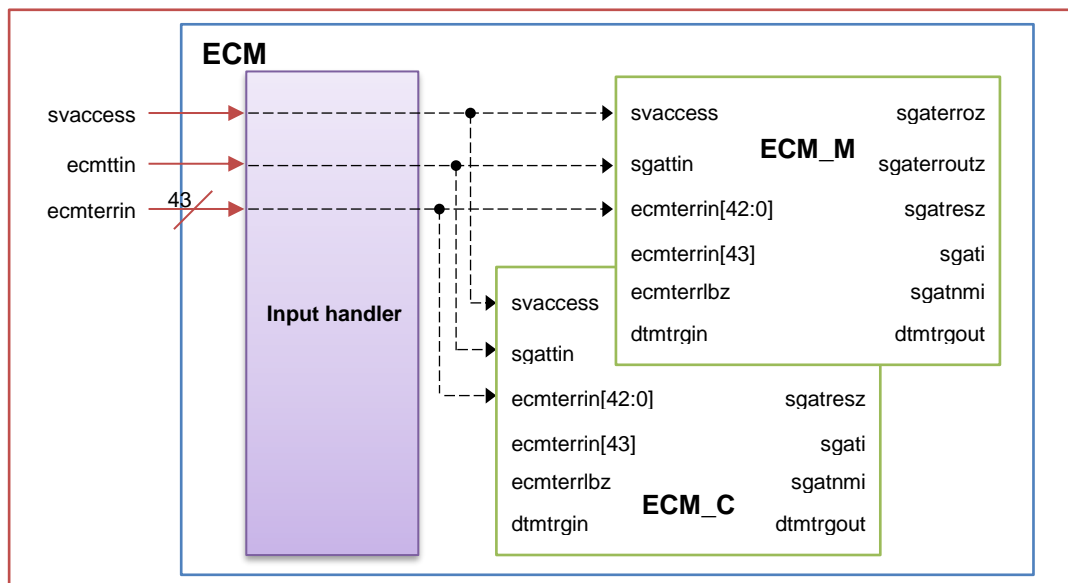 ECM
svaccess
ecmttin
43
ecmterrin
Input handler
svaccess
sgaterroz
ECM_M
sgattin
sgaterroutz
ecmterrin[42:0]
sgatresz
ecmterrin[43]
sgati
ecmterrlbz
sgatnmi
dtmtrgin
dtmtrgout
svaccess
sgattin
ecmterrin[42:0]
sgatresz
ecmterrin[43]
sgati
ecmterrlbz
sgatnmi
ECM_C
dtmtrgin
dtmtrgout